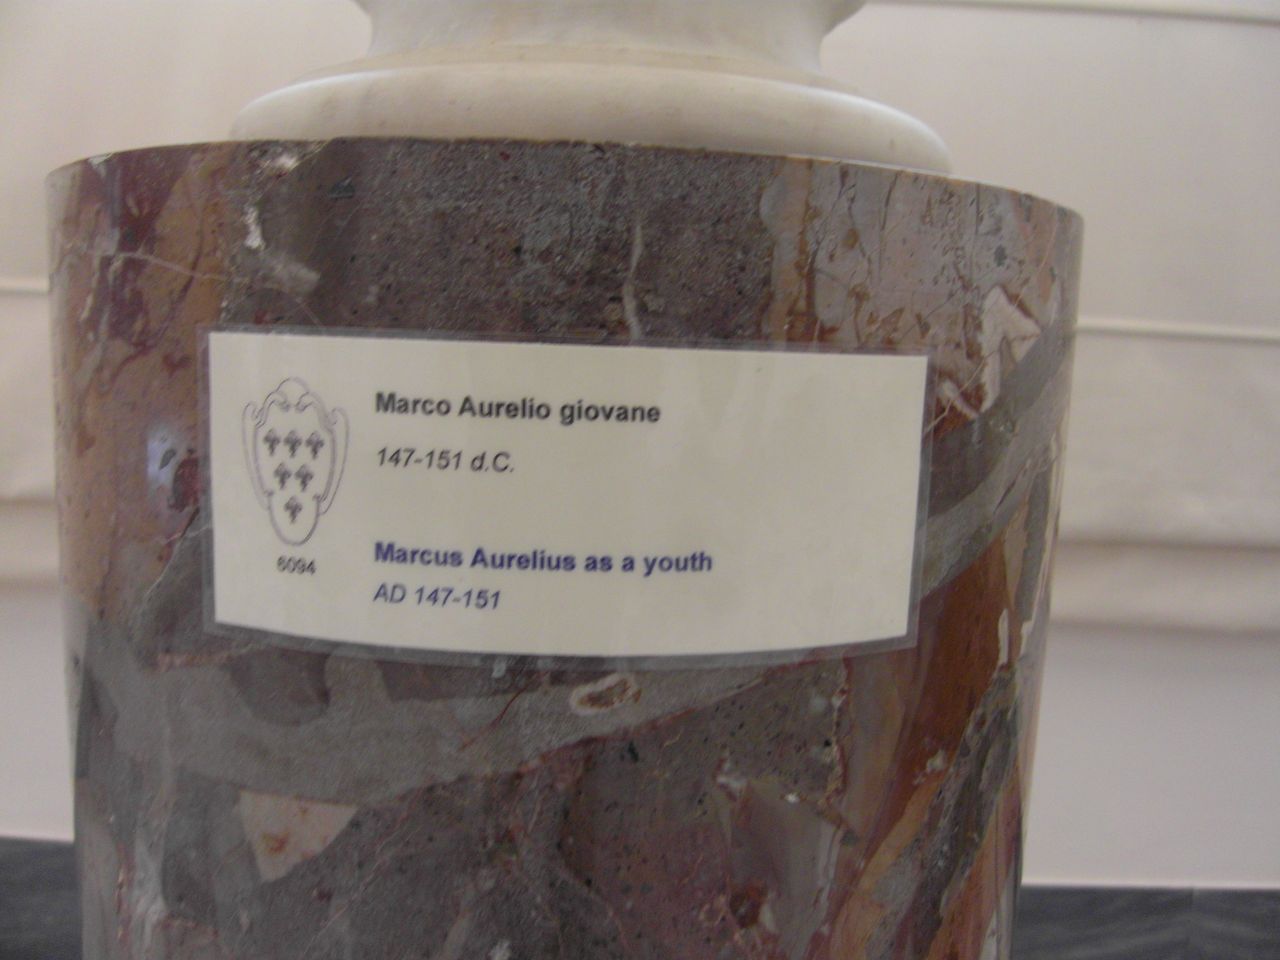 Marco Aurelio giovane
147-151 d.C.
Marcus Aurelius as a youth
AD 147-151
6094